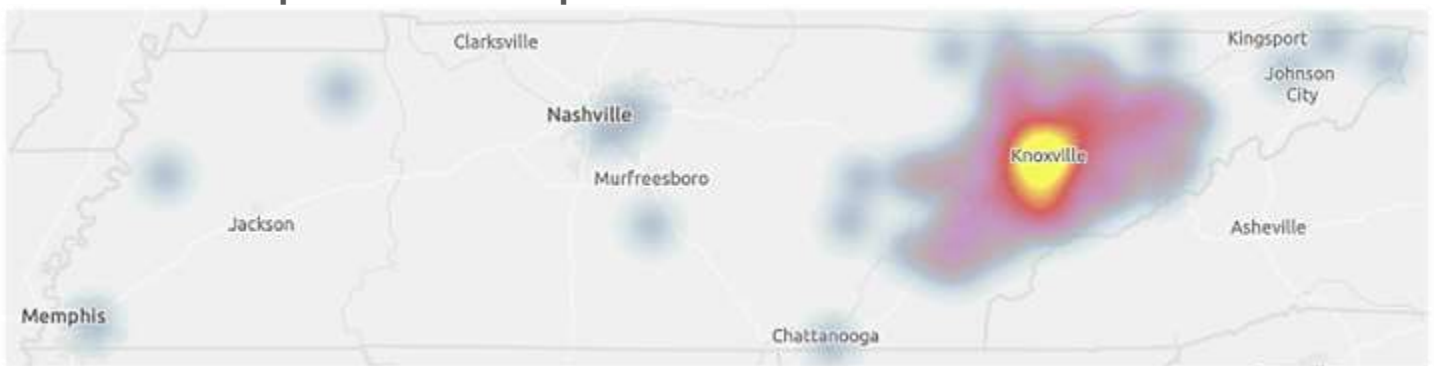 Clarksville
Kingsport
Johnson
City
Nashville
Knoxville
Murfreesboro
Jackson
Asheville
Memphis
Chattanooga